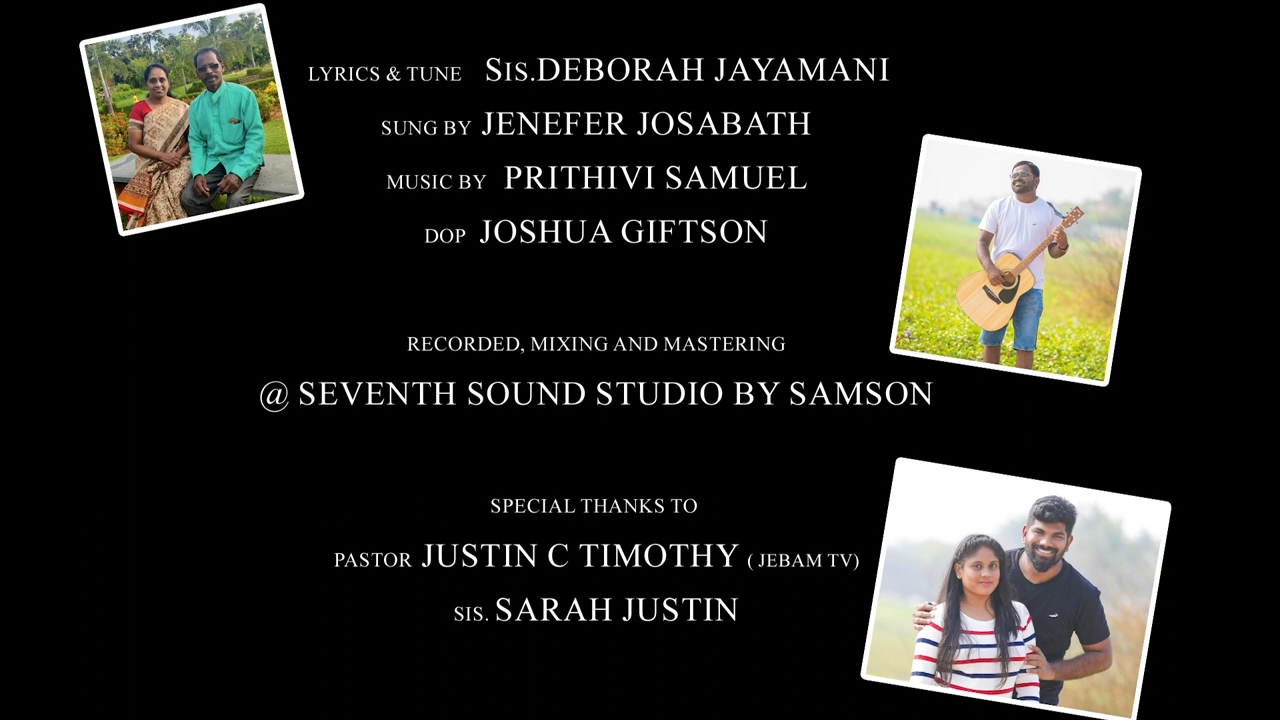 LYRICS & TUNE Sis.DEBORAH JAYAMANI
SUNG BY JENEFER JOSABATH
MUSIC BY PRITHIVI SAMUEL
DOP JOSHUA GIFTSON
RECORDED, MIXING AND MASTERING
@ SEVENTH SOUND STUDIO BY SAMSON
SPECIAL THANKS TO
PASTOR JUSTIN C TIMOTHY ( JEBAM TV)
SIS. SARAH JUSTIN